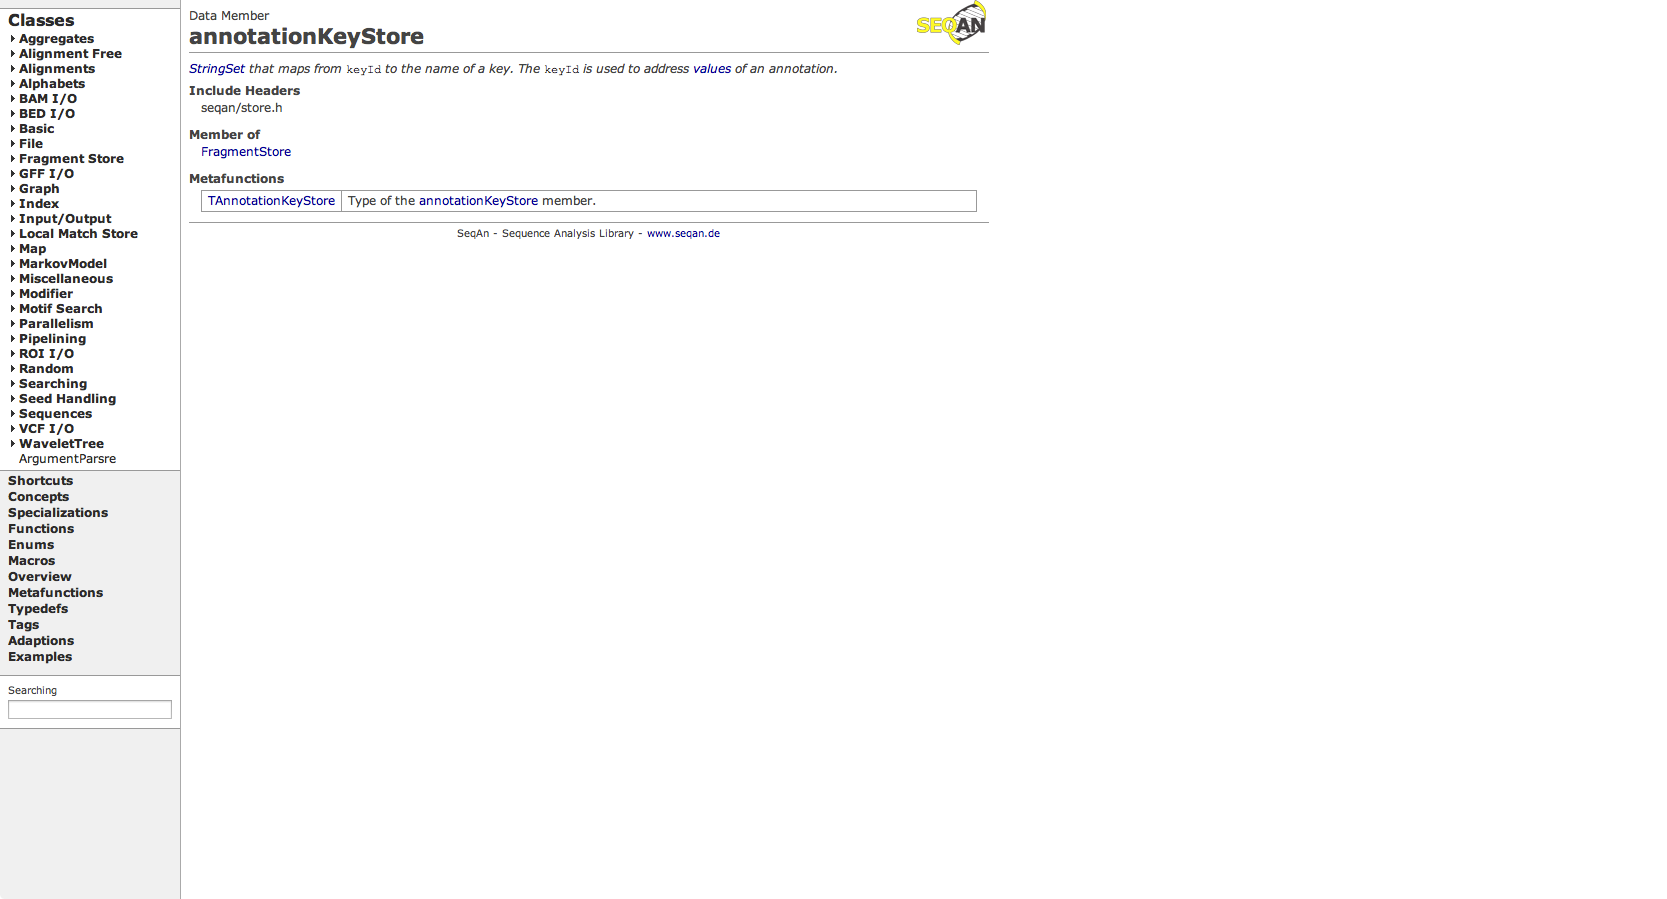 Classes
Aggregates
Alignment Free
Alignments
Alphabets
BAM I/O
BED I/O
Basic
File
Fragment Store
GFF I/O
Graph
Index
Input/Output
Local Match Store
Map
MarkovModel
Miscellaneous
Modifier
Motif Search
Parallelism
Pipelining
ROI I/O
Random
Searching
Seed Handling
Sequences
VCF I/O
WaveletTree
ArgumentParsre
Shortcuts
Concepts
Specializations
Functions
Enums
Macros
Overview
Metafunctions
Typedefs
Tags
Adaptions
Examples
Searching
Data Member
annotationKeyStore
SEQAN
StringSet that maps from keyId to the name of a key. The keyId is used to address values of an annotation.
Include Headers
seqan/store.h
Member of
FragmentStore
Metafunctions
TAnnotationKeyStore Type of the annotationKeyStore member.
SeqAn - Sequence Analysis Library - www.seqan.de